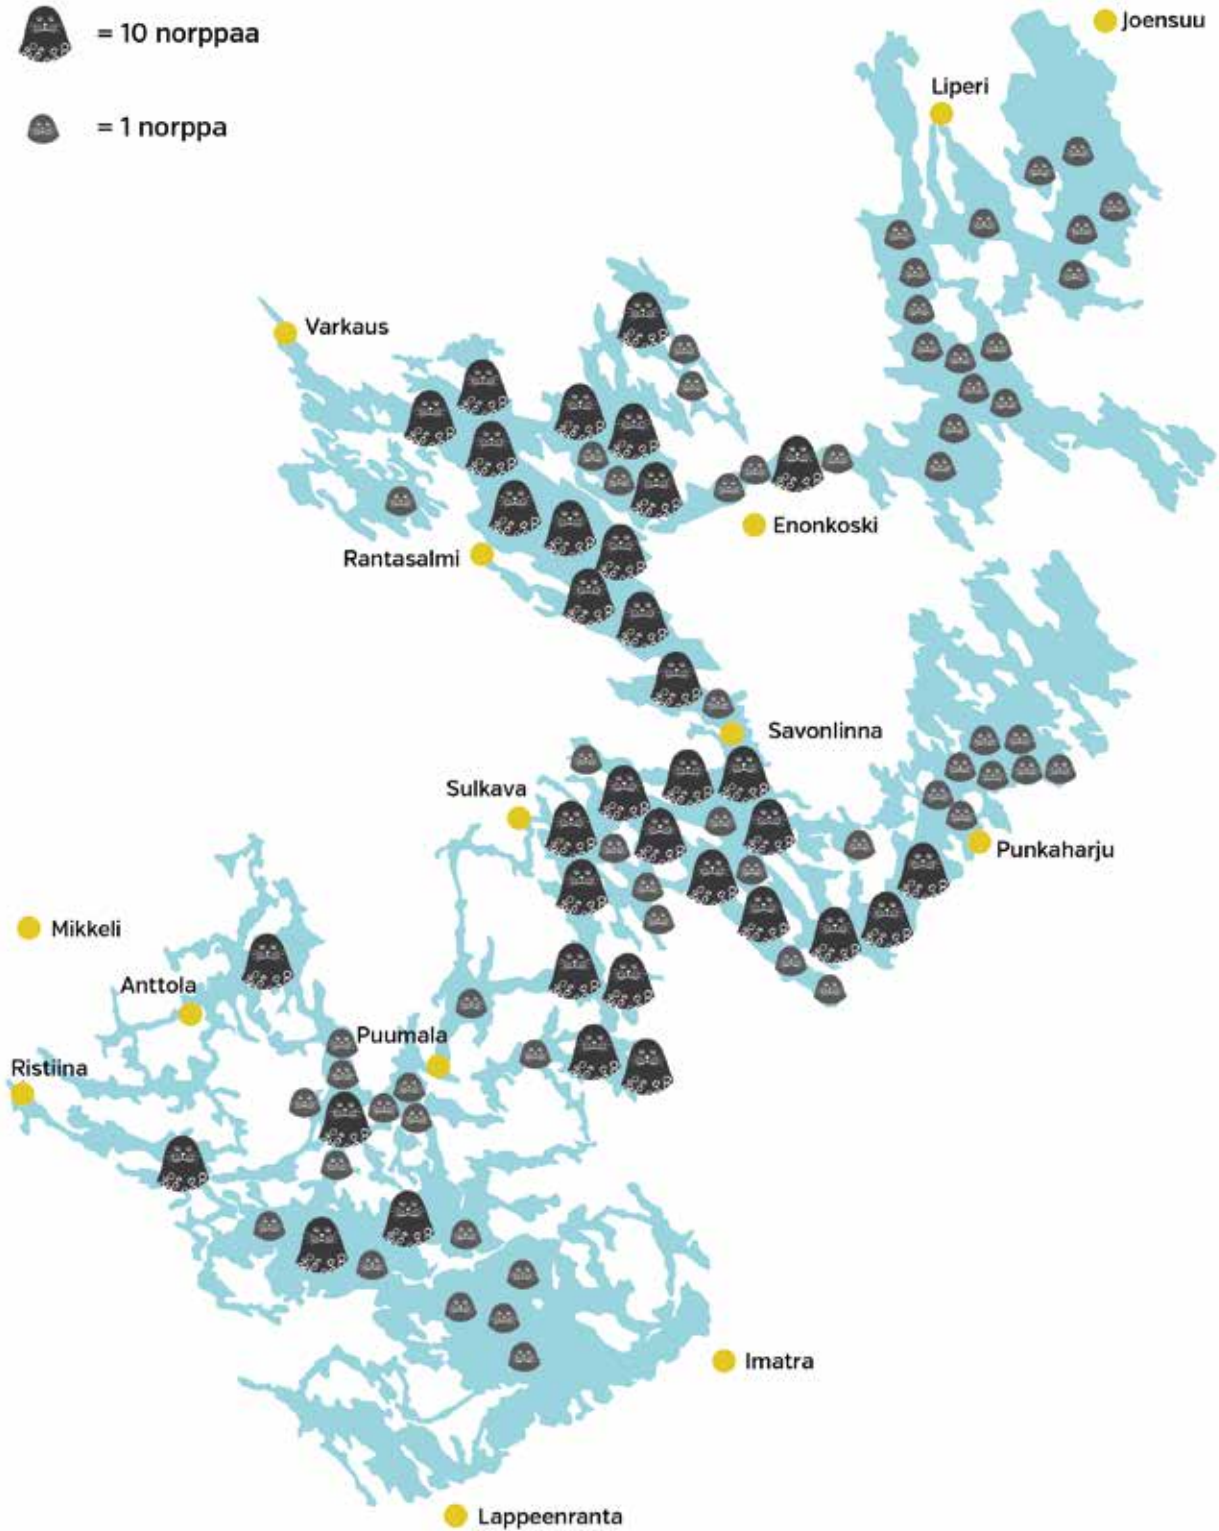 = 10 norppaa
= 1 norppa
Joensuu
Liperi
Varkaus
Enonkoski
Rantasalmi
Savonlinna
Sulkava
Punkaharju
Mikkeli
Anttola
Puumala
Ristiina
Imatra
Lappeenranta